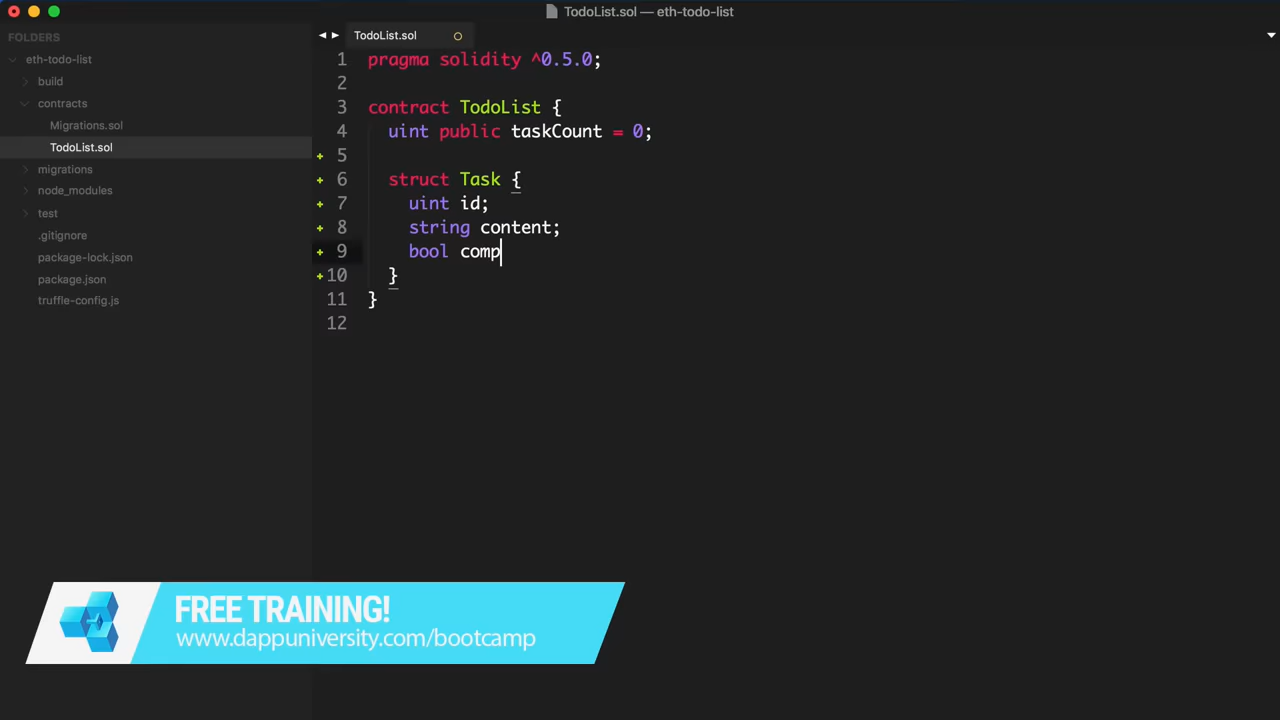 TodoList.sol — eth-todo-list
FOLDERS
eth-todo-list
build
contracts
Migrations.sol
TodoList.sol
migrations
node_modules
test
.gitignore
package-lock.json
package.json
truffle-config.js
TodoList.sol
1 pragma solidity ^0.5.0;
2
3 contract TodoList {
4 uint public taskCount = 0;
5
6 struct Task {
7 uint id;
8 string content;
9 bool comp
10 }
11 }
12
FREE TRAINING!
www.dappuniversity.com/bootcamp